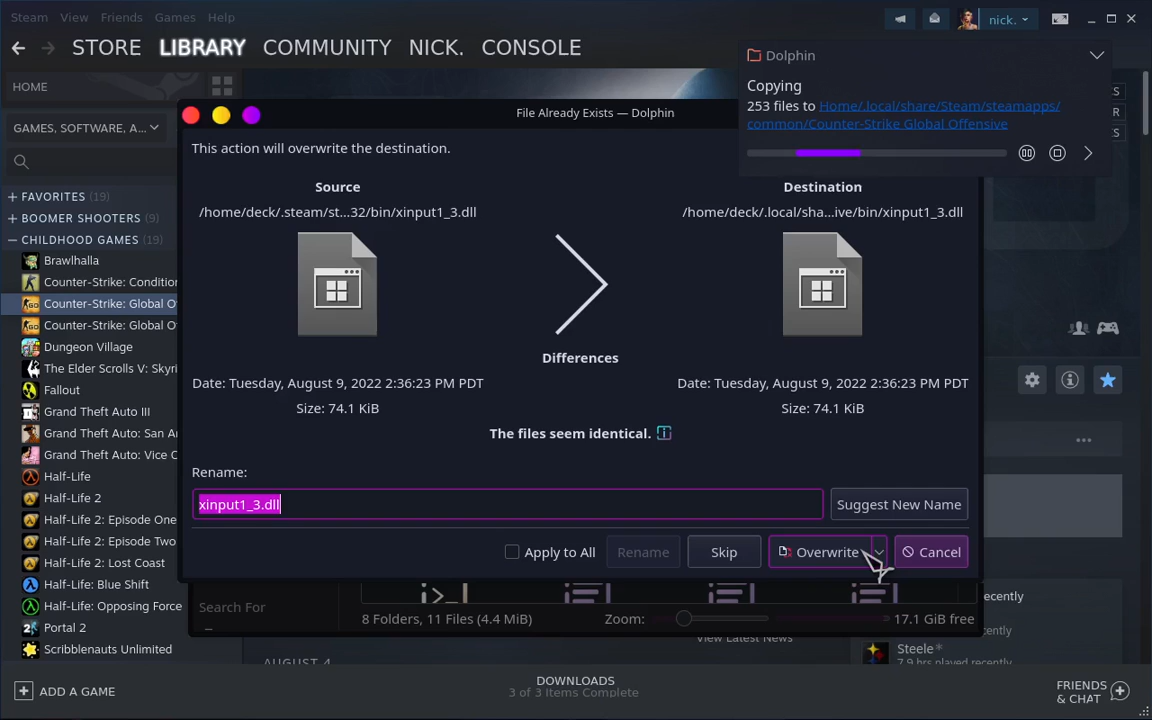 Steam View Friends Games Help
nick.
STORE LIBRARY COMMUNITY NICK. CONSOLE
HOME
GAMES, SOFTWARE, A...
FAVORITES (19)
BOOMER SHOOTERS (9)
CHILDHOOD GAMES (19)
Brawlhalla
Counter-Strike: Condition
Counter-Strike: Global O
Counter-Strike: Global O
Dungeon Village
The Elder Scrolls V: Skyri
Fallout
Grand Theft Auto III
Grand Theft Auto: San A
Grand Theft Auto: Vice C
Half-Life
Half-Life 2
Half-Life 2: Episode One
Half-Life 2: Episode Two
Half-Life 2: Lost Coast
Half-Life: Blue Shift
Half-Life: Opposing Force
Portal 2
Scribblenauts Unlimited
Dolphin
Copying
253 files to Home/.local/share/Steam/steamapps/
common/Counter-Strike Global Offensive
File Already Exists — Dolphin
This action will overwrite the destination.
Source
Destination
/home/deck/.steam/st...32/bin/xinput1_3.dll
/home/deck/.local/sha...ive/bin/xinput1_3.dll
Differences
Date: Tuesday, August 9, 2022 2:36:23 PM PDT
Date: Tuesday, August 9, 2022 2:36:23 PM PDT
Size: 74.1 KiB
Size: 74.1 KiB
The files seem identical.
Rename:
xinput1_3.dll
Suggest New Name
Apply to All
Rename
Skip
Overwrite
Cancel
Search For
8 Folders, 11 Files (4.4 MiB)
Zoom:
17.1 GiB free
View Latest News
AUGUST 4
ecently
ecently
Steele*
7.9 hrs played recently
ADD A GAME
DOWNLOADS
3 of 3 Items Complete
FRIENDS
& CHAT